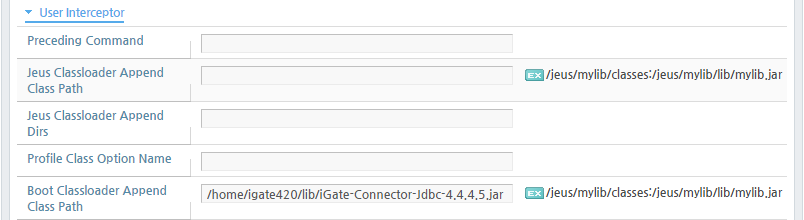 User Interceptor
Preceding Command
Jeus Classloader Append
Class Path
EX /jeus/mylib/classes:/jeus/mylib/lib/mylib.jar
Jeus Classloader Append
Dirs
Profile Class Option Name
Boot Classloader Append
Class Path
/home/igate420/lib/iGate-Connector-Jdbc-4.4.4.5.jar
EX /jeus/mylib/classes:/jeus/mylib/lib/mylib.jar